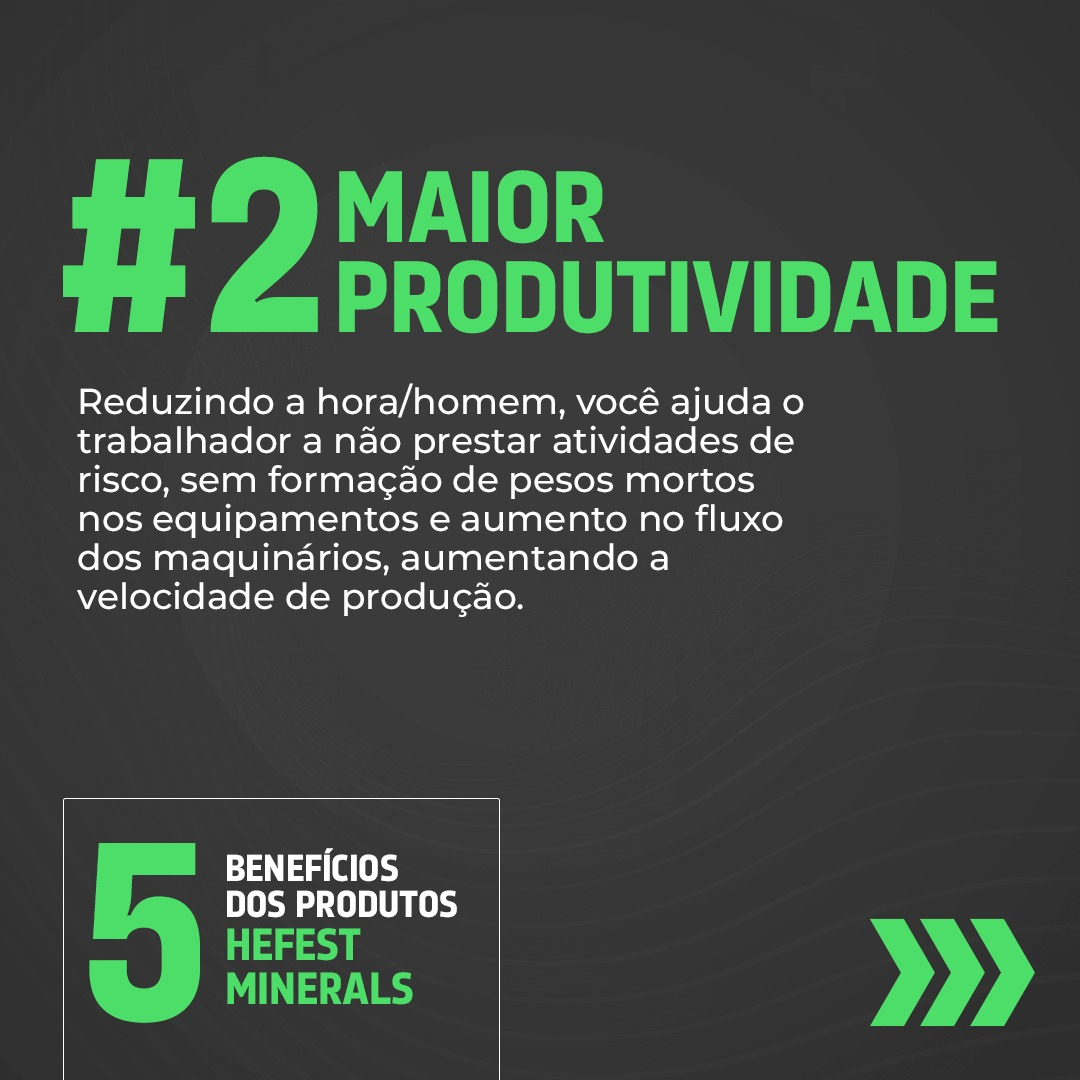 #2 MAIOR
PRODUTIVIDADE
Reduzindo a hora/homem, você ajuda o
trabalhador a não prestar atividades de
risco, sem formação de pesos mortos
nos equipamentos e aumento no fluxo
dos maquinários, aumentando a
velocidade de produção.
5 BENEFÍCIOS
DOS PRODUTOS
HEFEST
MINERALS